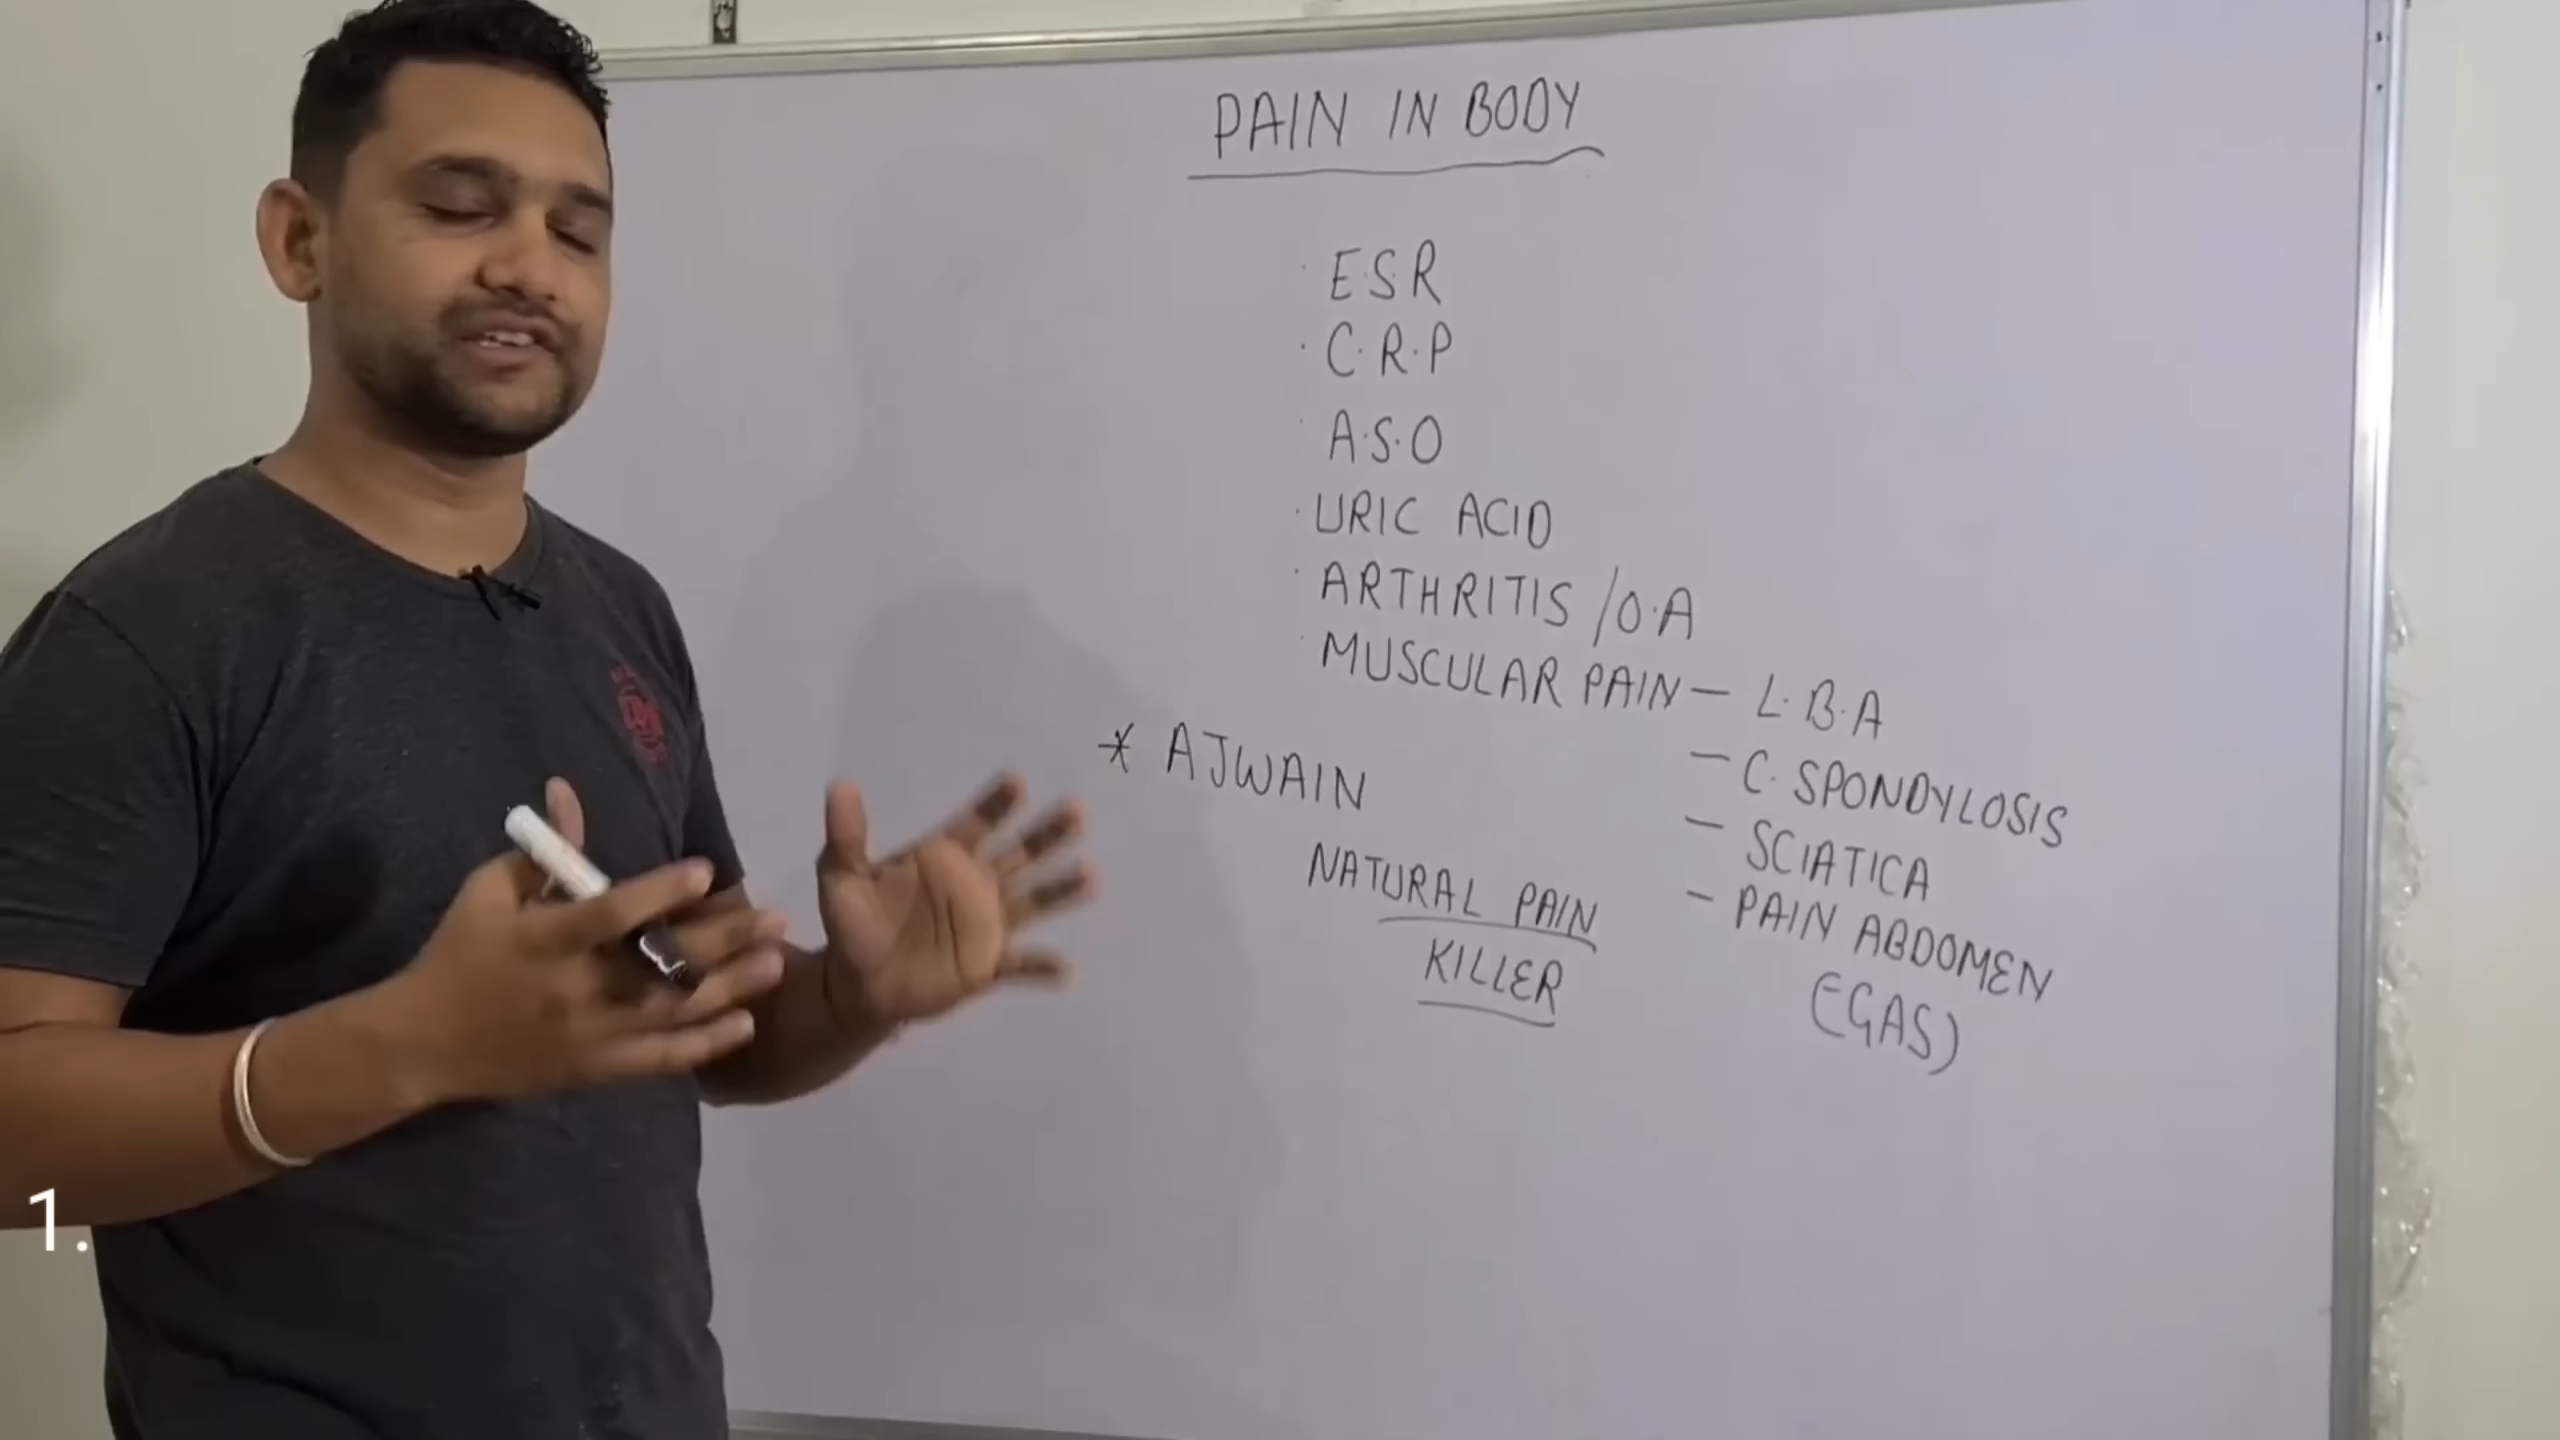 PAIN IN BODY
· E.S.R
· C.R.P
· A.S.O
· URIC ACID
· ARTHRITIS / O.A
· MUSCULAR PAIN — L.B.A
— C. SPONDYLOSIS
— SCIATICA
— PAIN ABDOMEN
(GAS)
* AJWAIN
NATURAL PAIN
KILLER
1.